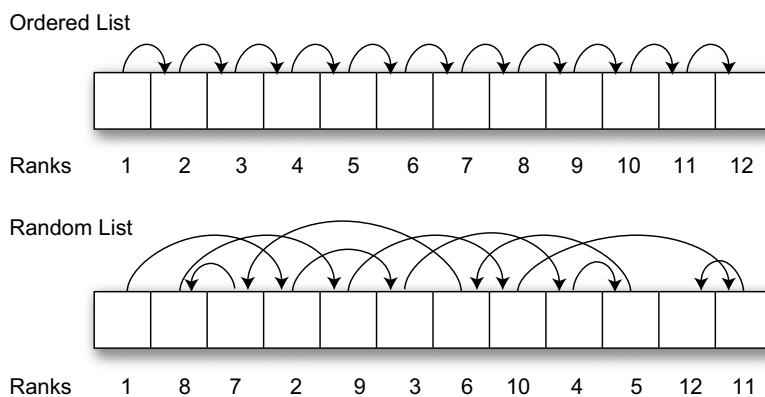 Ordered List
Ranks 1 2 3 4 5 6 7 8 9 10 11 12
Random List
Ranks 1 8 7 2 9 3 6 10 4 5 12 11